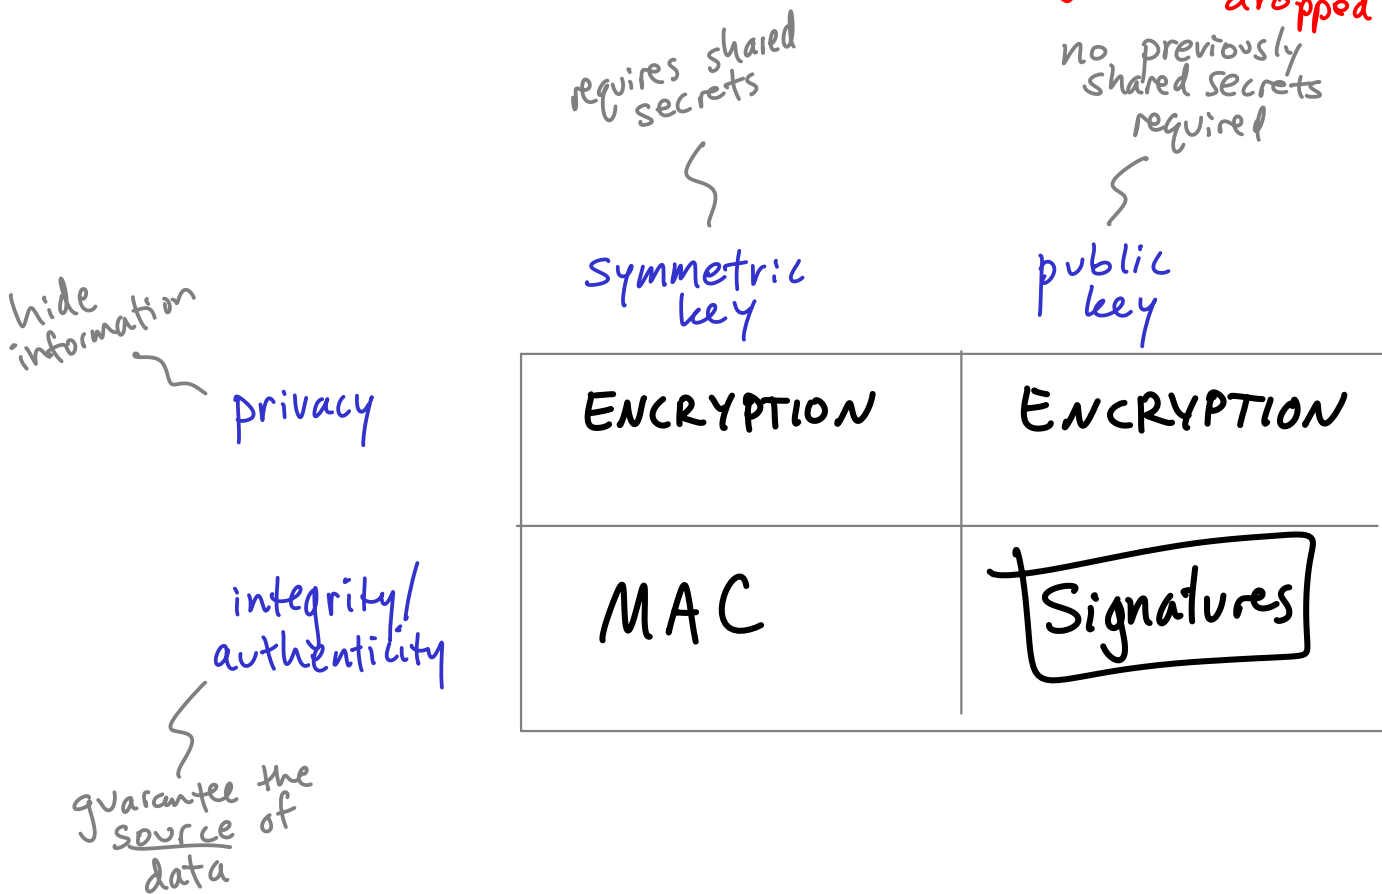 dropped
requires shared
secrets
no previously
shared secrets
required
symmetric
key
public
key
hide
information
privacy
ENCRYPTION
ENCRYPTION
integrity/
authenticity
MAC
Signatures
guarantee the
source of
data